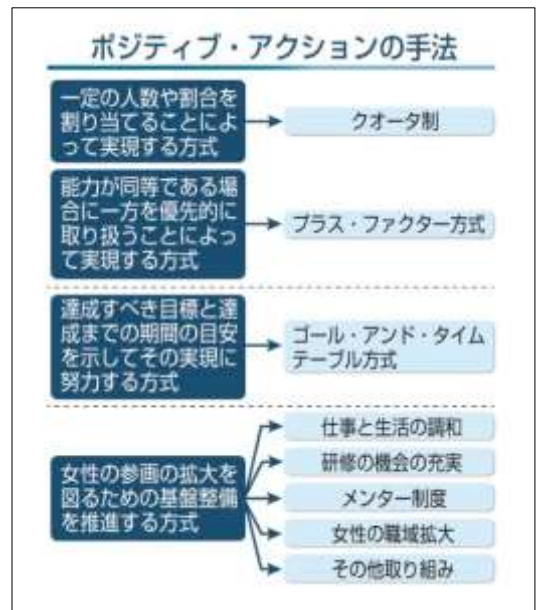 ポジティブ・アクションの手法
一定の人数や割合を
割り当てることによ
って実現する方式
クオータ制
能力が同等である場
合に一方を優先的に
取り扱うことによっ
て実現する方式
プラス・ファクター方式
達成すべき目標と達
成までの期間の目安
を示してその実現に
努力する方式
ゴール・アンド・タイム
テーブル方式
女性の参画の拡大を
図るための基盤整備
を推進する方式
仕事と生活の調和
研修の機会の充実
メンター制度
女性の職域拡大
その他取り組み